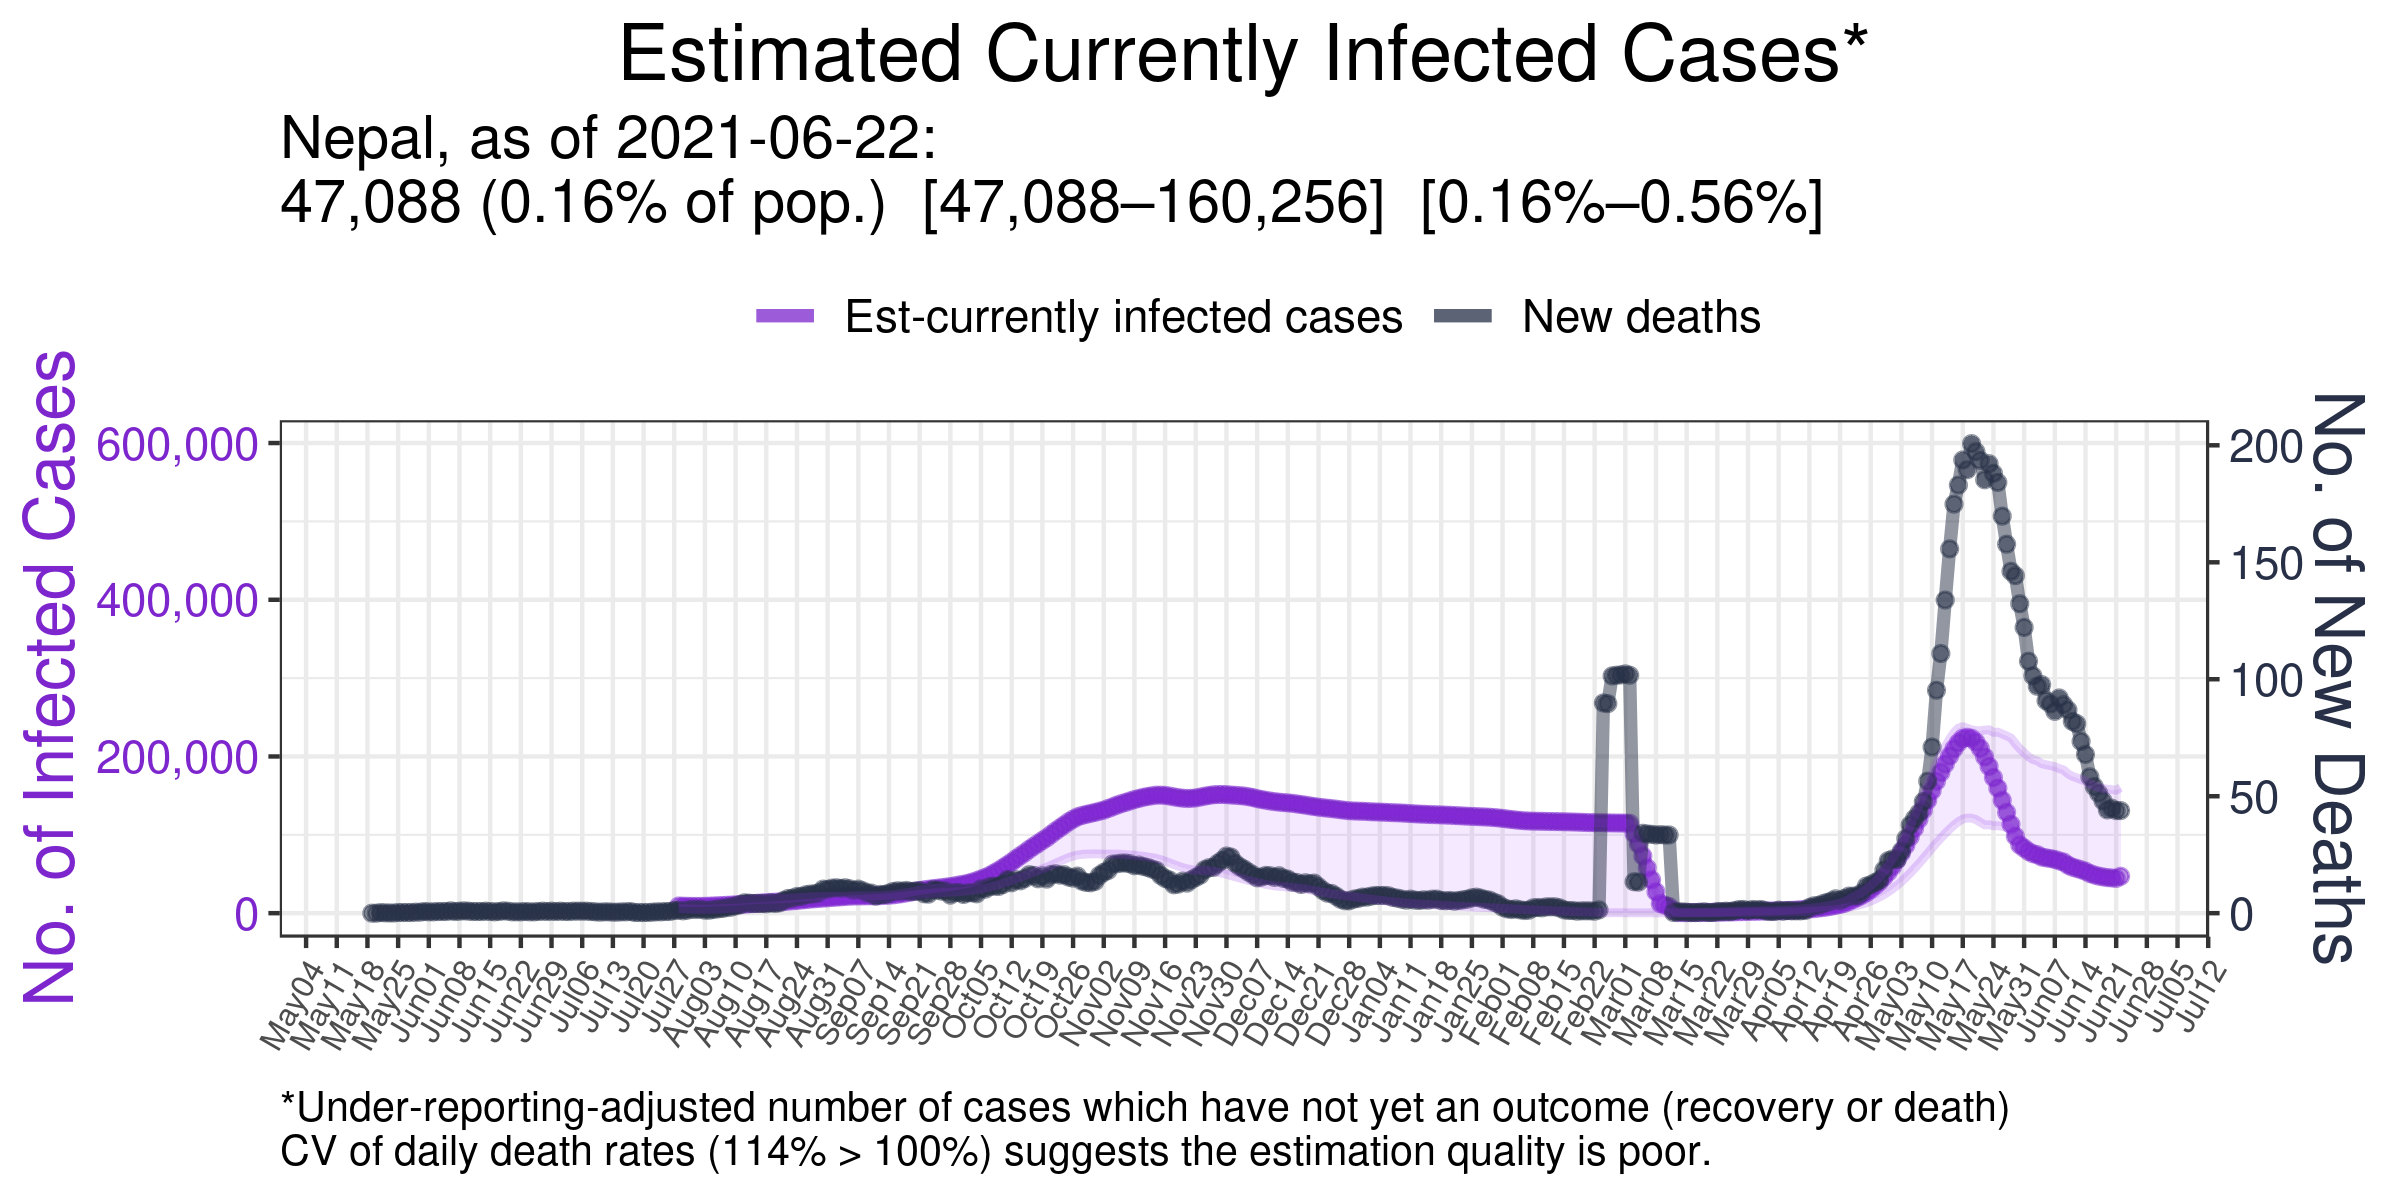 Estimated Currently Infected Cases*
Nepal, as of 2021-06-22:
47,088 (0.16% of pop.) [47,088–160,256] [0.16%–0.56%]
Est-currently infected cases New deaths
No. of Infected Cases
600,000
400,000
200,000
0
200
150
100
50
0
No. of New Deaths
May04 May11 May18 May25 Jun01 Jun08 Jun15 Jun22 Jun29 Jul06 Jul13 Jul20 Jul27 Aug03 Aug10 Aug17 Aug24 Aug31 Sep07 Sep14 Sep21 Sep28 Oct05 Oct12 Oct19 Oct26 Nov02 Nov09 Nov16 Nov23 Nov30 Dec07 Dec14 Dec21 Dec28 Jan04 Jan11 Jan18 Jan25 Feb01 Feb08 Feb15 Feb22 Mar01 Mar08 Mar15 Mar22 Mar29 Apr05 Apr12 Apr19 Apr26 May03 May10 May17 May24 May31 Jun07 Jun14 Jun21 Jun28 Jul05 Jul12
*Under-reporting-adjusted number of cases which have not yet an outcome (recovery or death)
CV of daily death rates (114% > 100%) suggests the estimation quality is poor.